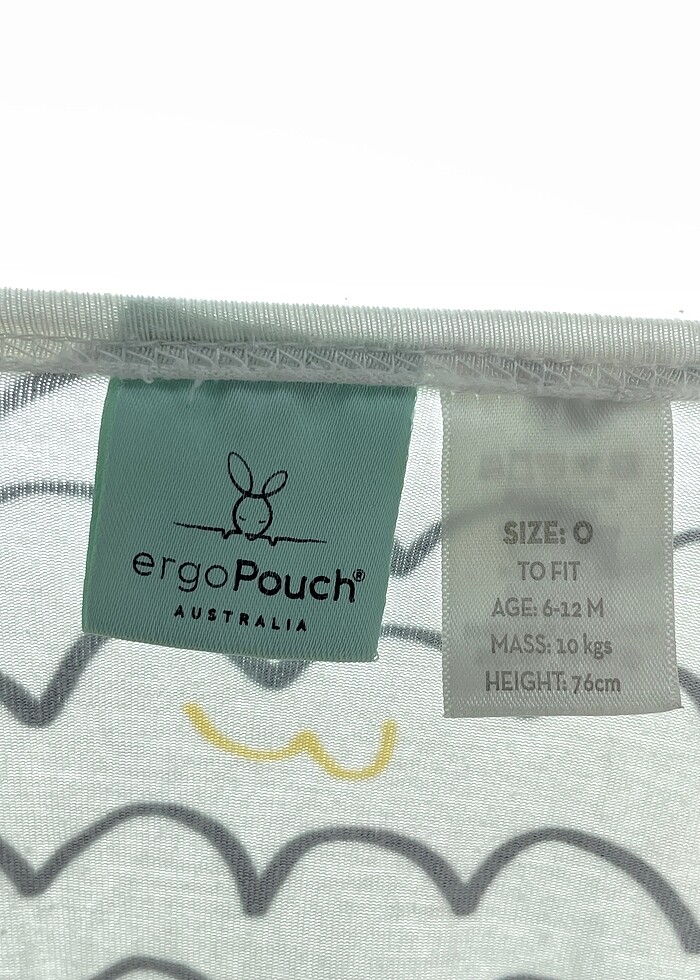 ergoPouch®
AUSTRALIA
SIZE: 0
TO FIT
AGE: 6-12 M
MASS: 10 kgs
HEIGHT: 76cm